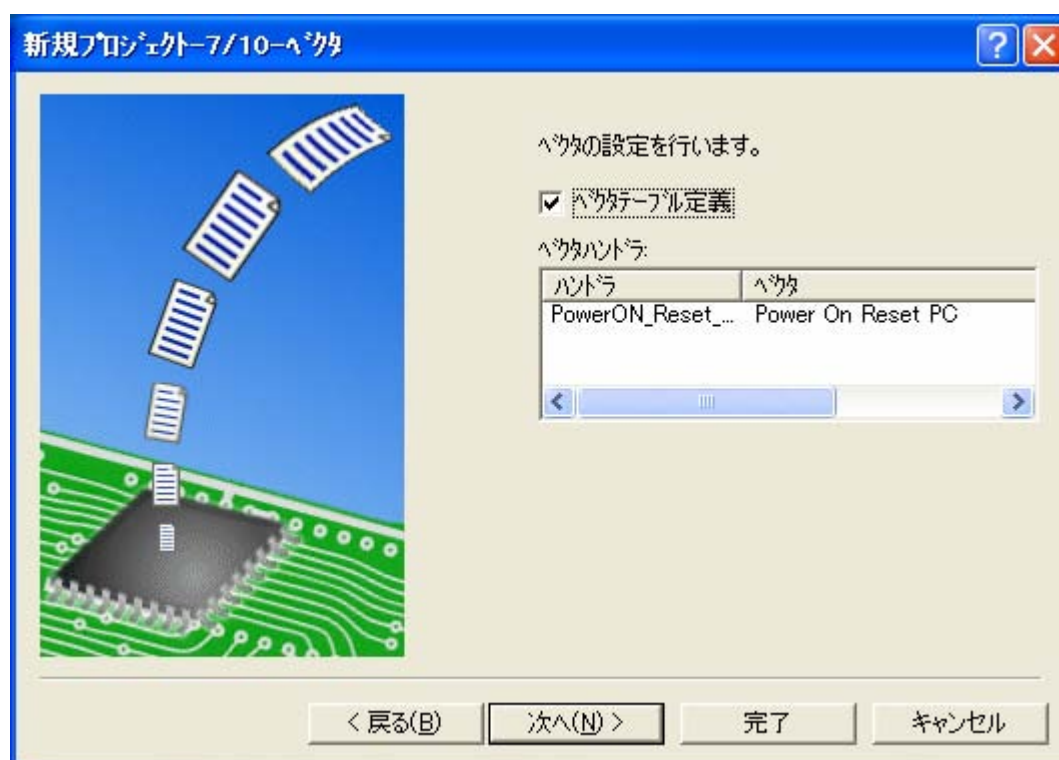 新規ﾌﾟﾛｼﾞｪｸﾄ-7/10-ﾍﾞｸﾀ
ﾍﾞｸﾀの設定を行います。
ﾍﾞｸﾀﾃｰﾌﾞﾙ定義
ﾍﾞｸﾀﾊﾝﾄﾞﾗ:
ﾊﾝﾄﾞﾗ ﾍﾞｸﾀ
PowerON_Reset_... Power On Reset PC
< 戻る(B) 次へ(N) > 完了 キャンセル